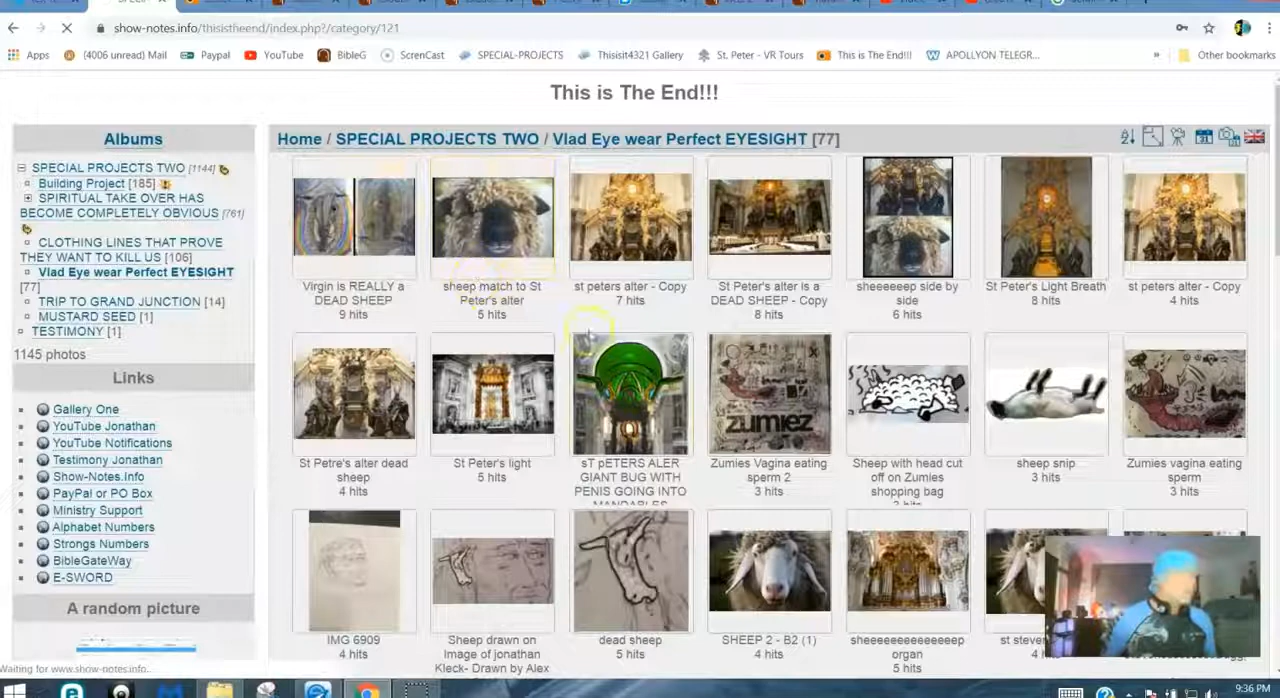 show-notes.info/thisistheend/index.php?/category/121
Apps
(4006 unread) Mail
Paypal
YouTube
BibleG
ScrenCast
SPECIAL-PROJECTS
Thisisit4321 Gallery
St. Peter - VR Tours
This is The End!!!
APOLLYON TELEGR...
»
Other bookmarks
This is The End!!!
Albums
SPECIAL PROJECTS TWO [1144]
Building Project [185]
SPIRITUAL TAKE OVER HAS
BECOME COMPLETELY OBVIOUS [761]
CLOTHING LINES THAT PROVE
THEY WANT TO KILL US [106]
Vlad Eye wear Perfect EYESIGHT
[77]
TRIP TO GRAND JUNCTION [14]
MUSTARD SEED [1]
TESTIMONY [1]
1145 photos
Links
Gallery One
YouTube Jonathan
YouTube Notifications
Testimony Jonathan
Show-Notes.info
PayPal or PO Box
Ministry Support
Alphabet Numbers
Strongs Numbers
BibleGateWay
E-SWORD
A random picture
Waiting for www.show-notes.info...
Home / SPECIAL PROJECTS TWO / Vlad Eye wear Perfect EYESIGHT [77]
Virgin is REALLY a
DEAD SHEEP
9 hits
sheep match to St
Peter's alter
5 hits
st peters alter - Copy
7 hits
St Peter's alter is a
DEAD SHEEP - Copy
8 hits
sheeeeeep side by
side
6 hits
St Peter's Light Breath
8 hits
st peters alter - Copy
4 hits
St Petre's alter dead
sheep
4 hits
St Peter's light
5 hits
sT pETERS ALER
GIANT BUG WITH
PENIS GOING INTO
MANDABLES
zumiez
Zumies Vagina eating
sperm 2
3 hits
Sheep with head cut
off on Zumies
shopping bag
3 hits
sheep snip
3 hits
Zumies vagina eating
sperm
3 hits
IMG 6909
4 hits
Sheep drawn on
Image of jonathan
Kleck- Drawn by Alex
dead sheep
5 hits
SHEEP 2 - B2 (1)
4 hits
sheeeeeeeeeeeeep
organ
5 hits
st steven
4 hits
9:36 PM